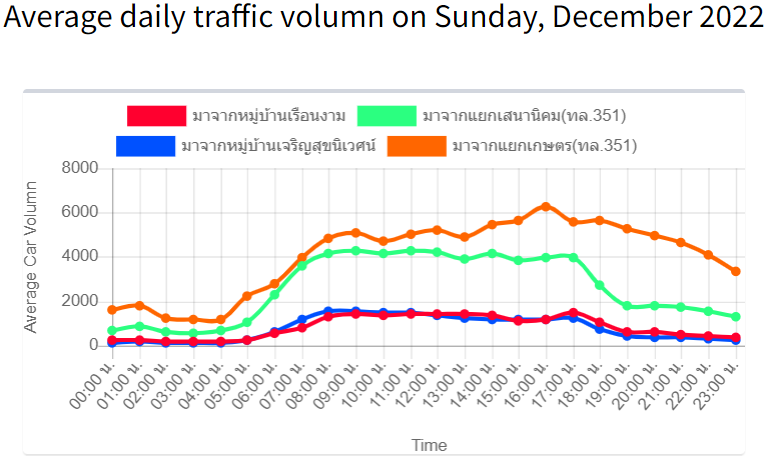 Average daily traffic volumn on Sunday, December 2022
มาจากหมู่บ้านเรือนงาม มาจากแยกเสนานิคม(ทล.351)
มาจากหมู่บ้านเจริญสุขนิเวศน์ มาจากแยกเกษตร(ทล.351)
Average Car Volumn
8000
6000
4000
2000
0
00:00 น. 01:00 น. 02:00 น. 03:00 น. 04:00 น. 05:00 น. 06:00 น. 07:00 น. 08:00 น. 09:00 น. 10:00 น. 11:00 น. 12:00 น. 13:00 น. 14:00 น. 15:00 น. 16:00 น. 17:00 น. 18:00 น. 19:00 น. 20:00 น. 21:00 น. 22:00 น. 23:00 น.
Time